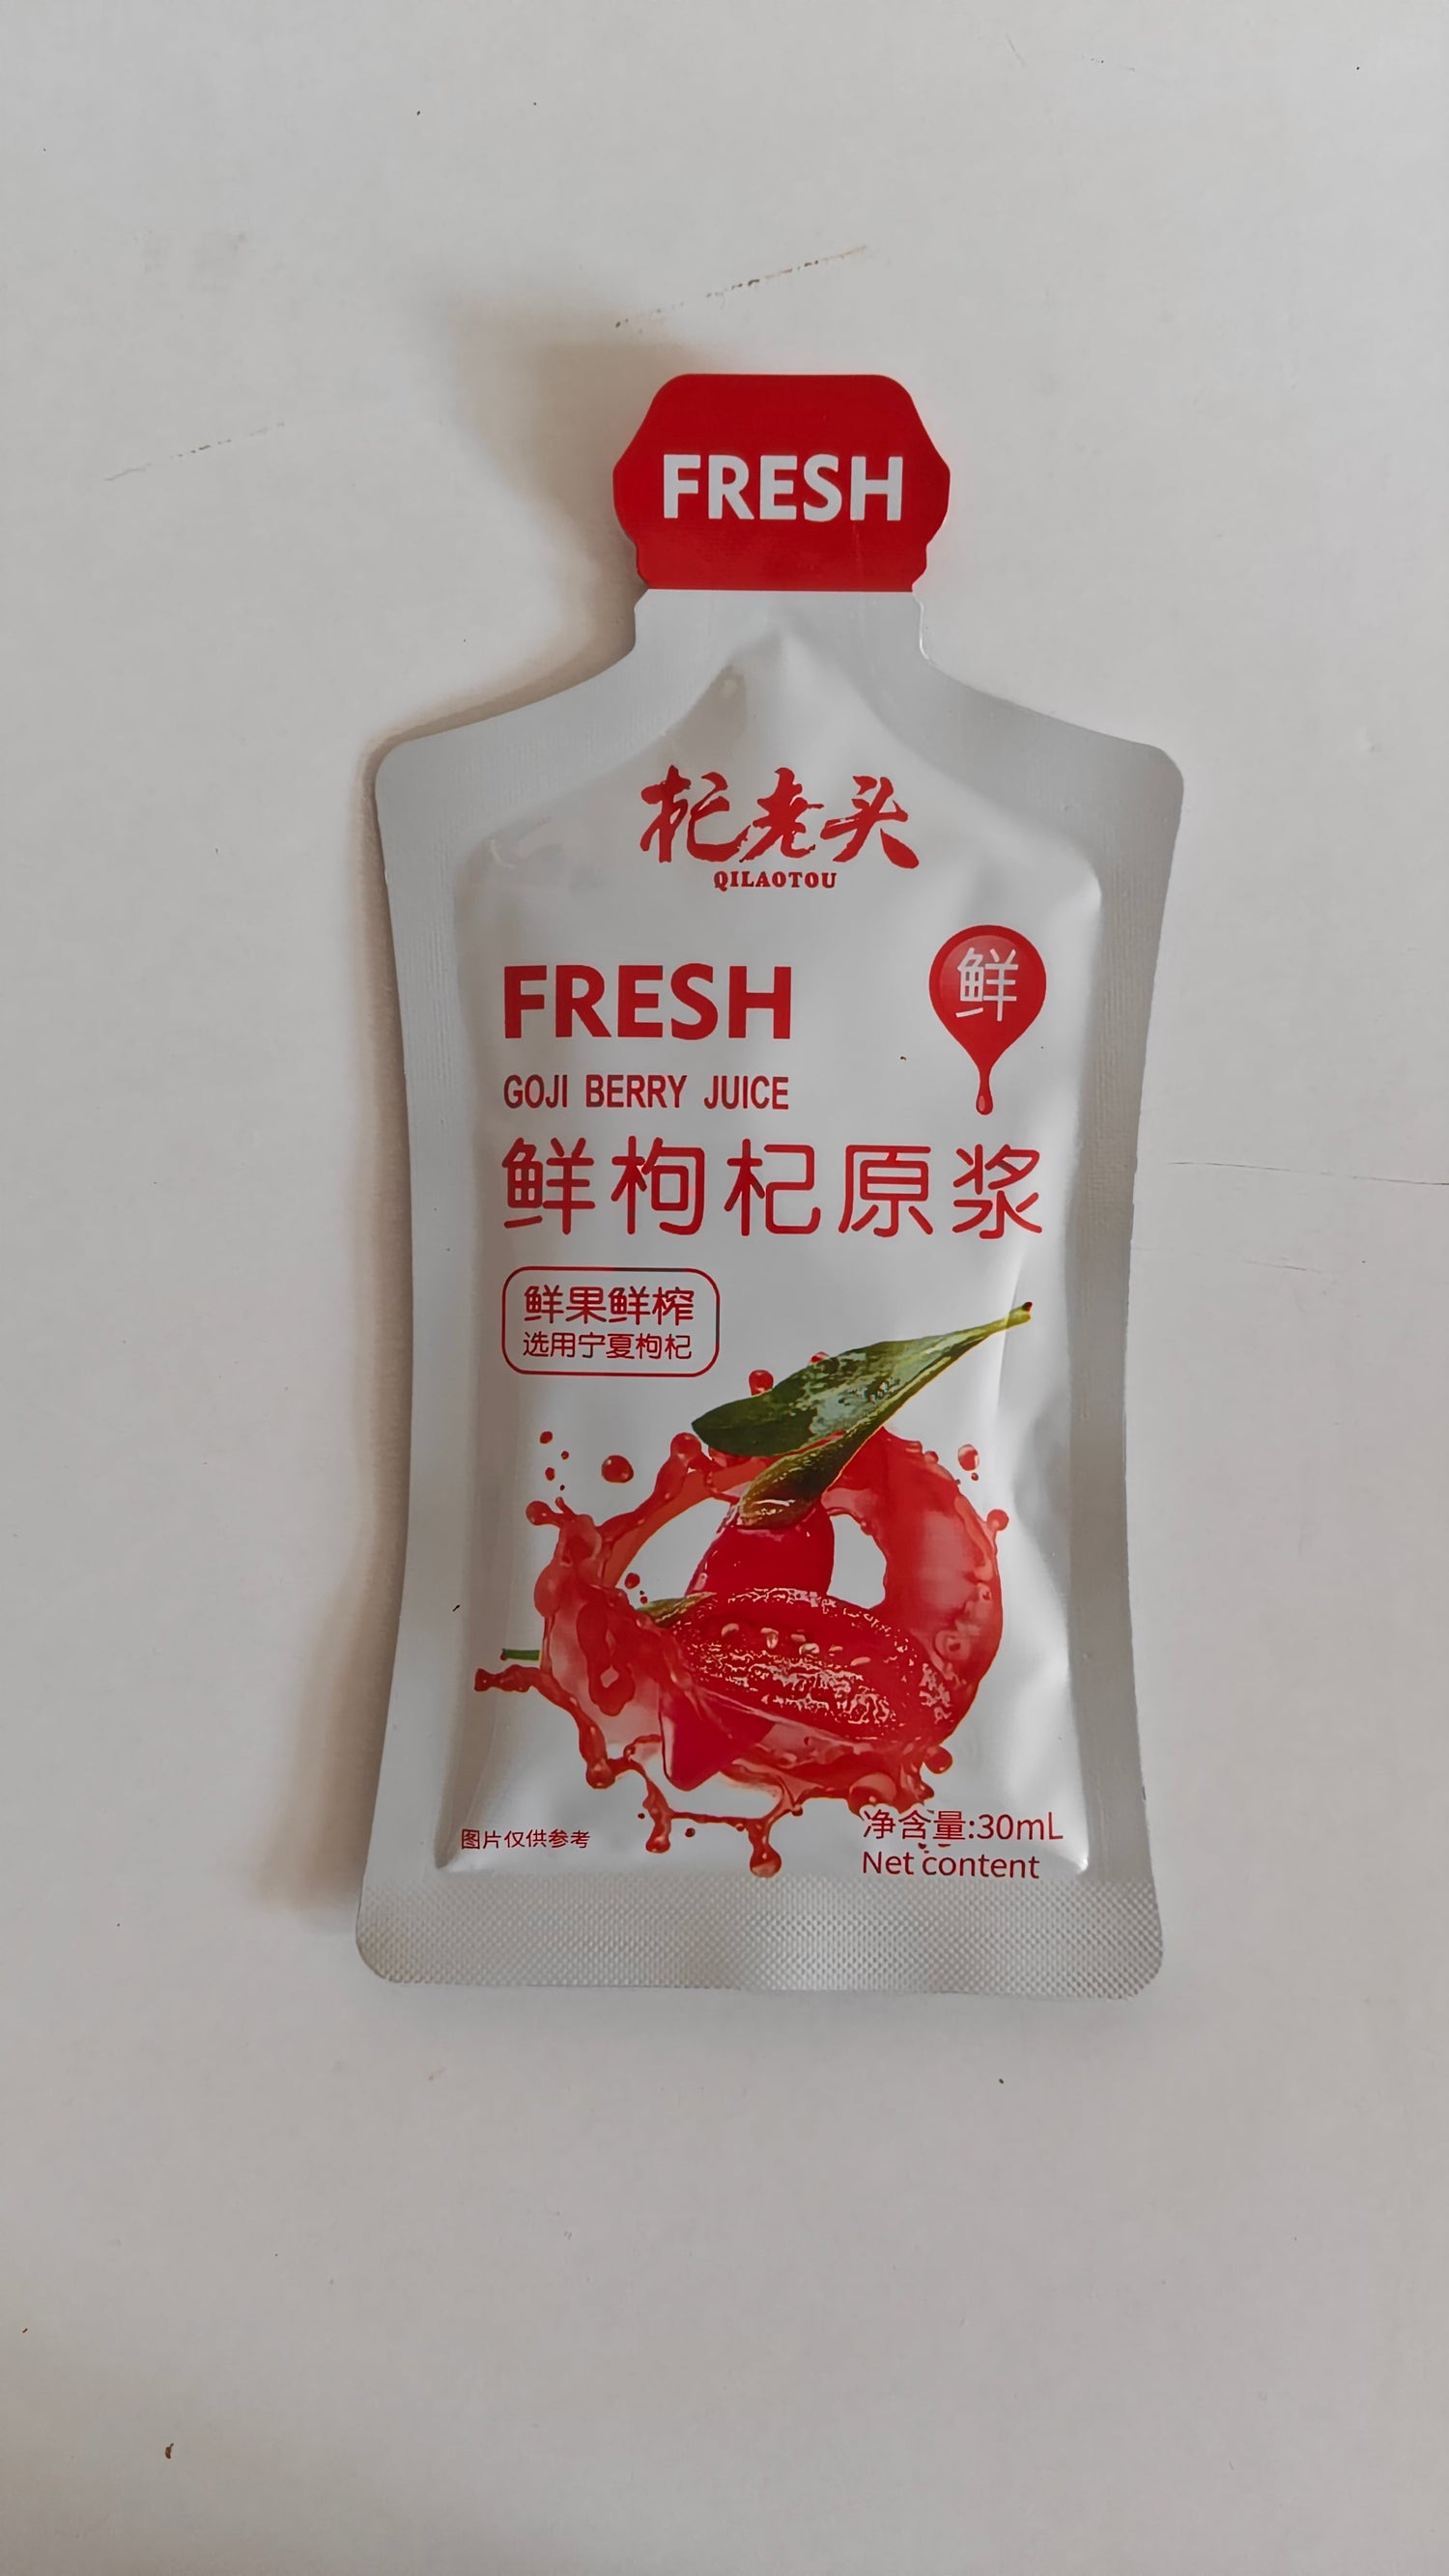 FRESH
杞老头
QILAOTOU
FRESH
鲜
GOJI BERRY JUICE
鲜枸杞原浆
鲜果鲜榨
选用宁夏枸杞
图片仅供参考
净含量:30mL
Net content